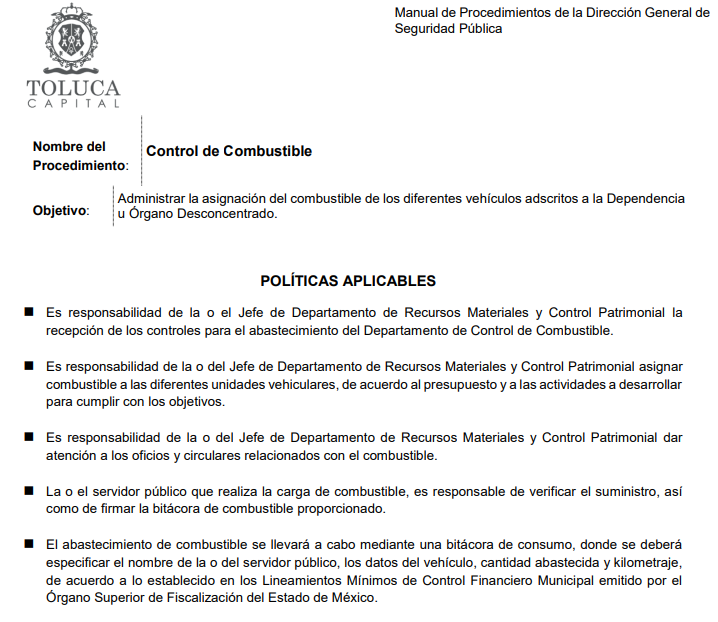 Manual de Procedimientos de la Dirección General de
Seguridad Pública
TOLUCA
CAPITAL
Nombre del
Procedimiento:
Control de Combustible
Objetivo:
Administrar la asignación del combustible de los diferentes vehículos adscritos a la Dependencia
u Órgano Desconcentrado.
POLÍTICAS APLICABLES
■ Es responsabilidad de la o el Jefe de Departamento de Recursos Materiales y Control Patrimonial la
recepción de los controles para el abastecimiento del Departamento de Control de Combustible.
■ Es responsabilidad de la o del Jefe de Departamento de Recursos Materiales y Control Patrimonial asignar
combustible a las diferentes unidades vehiculares, de acuerdo al presupuesto y a las actividades a desarrollar
para cumplir con los objetivos.
■ Es responsabilidad de la o del Jefe de Departamento de Recursos Materiales y Control Patrimonial dar
atención a los oficios y circulares relacionados con el combustible.
■ La o el servidor público que realiza la carga de combustible, es responsable de verificar el suministro, así
como de firmar la bitácora de combustible proporcionado.
■ El abastecimiento de combustible se llevará a cabo mediante una bitácora de consumo, donde se deberá
especificar el nombre de la o del servidor público, los datos del vehículo, cantidad abastecida y kilometraje,
de acuerdo a lo establecido en los Lineamientos Mínimos de Control Financiero Municipal emitido por el
Órgano Superior de Fiscalización del Estado de México.